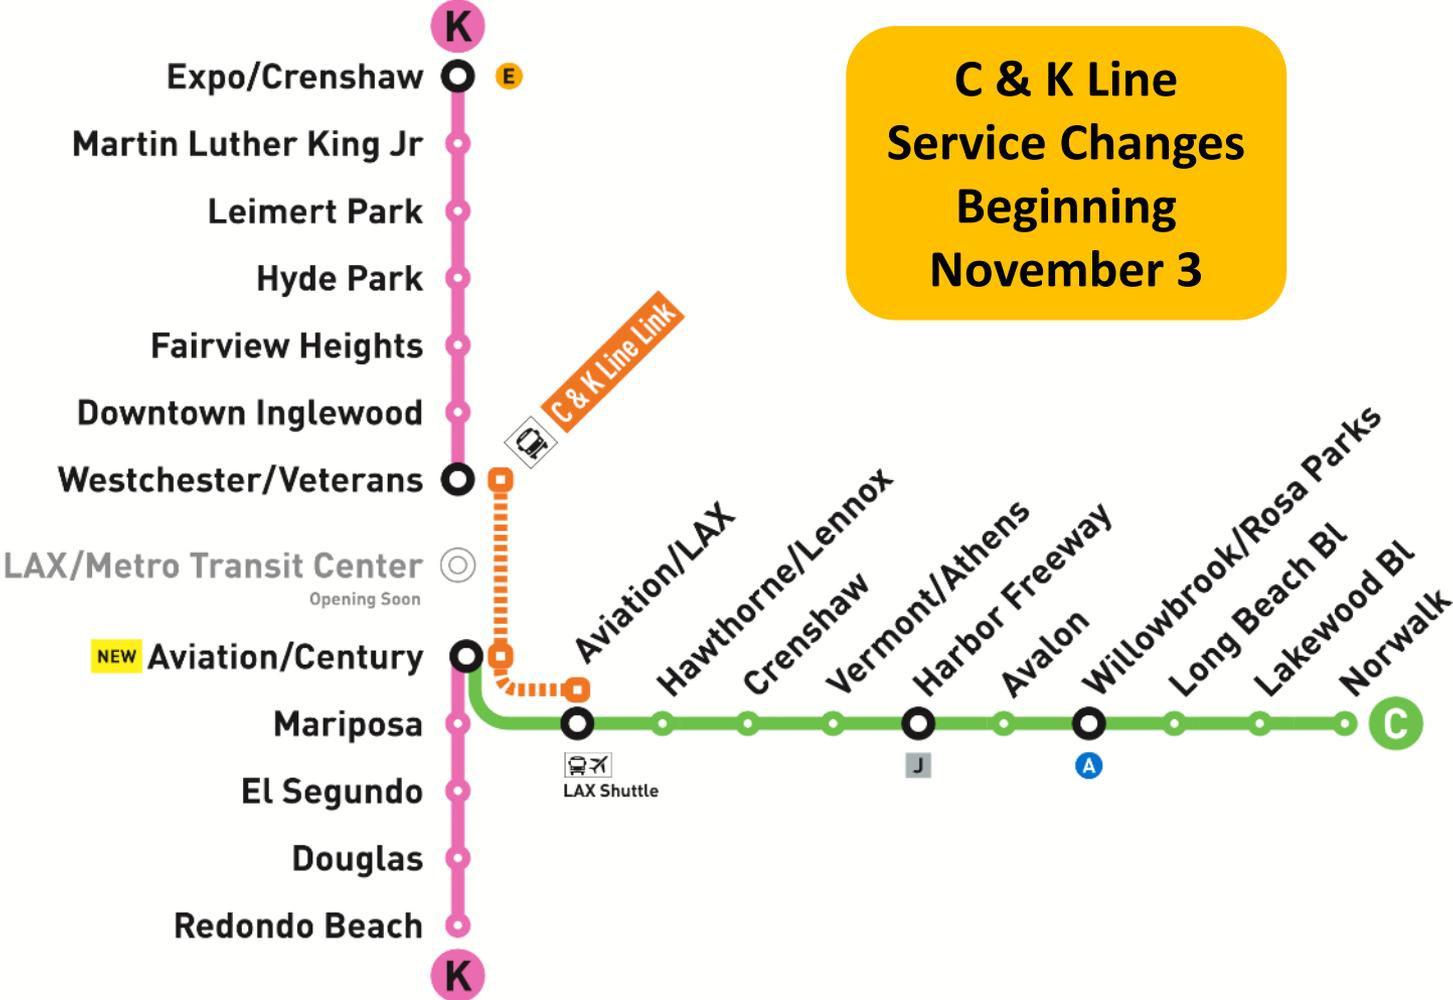 K
Expo/Crenshaw
E
Martin Luther King Jr
Leimert Park
Hyde Park
Fairview Heights
Downtown Inglewood
Westchester/Veterans
LAX/Metro Transit Center
Opening Soon
NEW Aviation/Century
Mariposa
El Segundo
Douglas
Redondo Beach
K
C & K Line Link
C & K Line
Service Changes
Beginning
November 3
Aviation/LAX
Hawthorne/Lennox
Crenshaw
Vermont/Athens
Harbor Freeway
Avalon
Willowbrook/Rosa Parks
Long Beach Bl
Lakewood Bl
Norwalk
C
LAX Shuttle
J
A